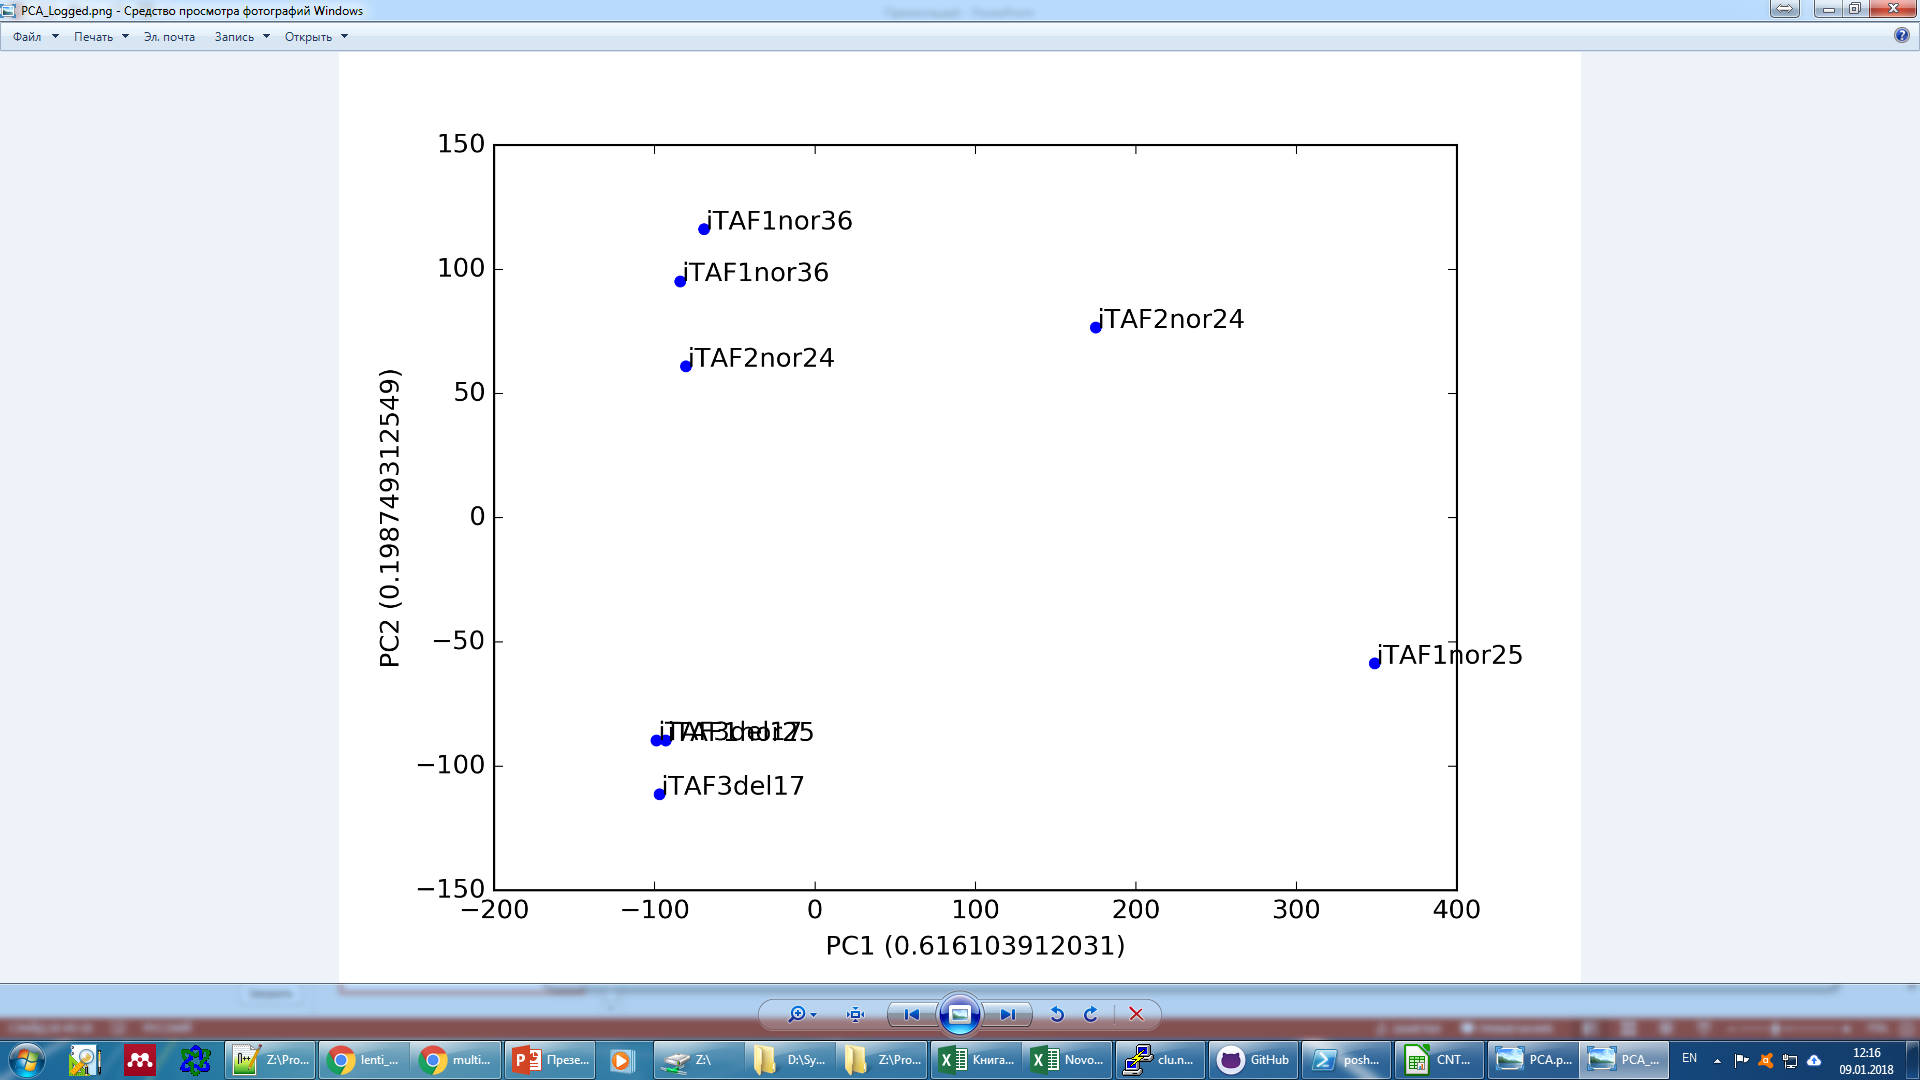 PCA_Logged.png - Средство просмотра фотографий Windows
Файл Печать Эл. почта Запись Открыть
150
100
50
0
−50
−100
−150
PC2 (0.198749312549)
iTAF1nor36
iTAF1nor36
iTAF2nor24
iTAF2nor24
iTAF1nor25
iTAF3del17
iTAF1nor25
iTAF3del17
−200 −100 0 100 200 300 400
PC1 (0.616103912031)
Z:\Pro... lenti_... multi... Презе... Z:\ D:\Sy... Z:\Pro... Книга... Novo... clu.n... GitHub posh... CNT... PCA.p... PCA_... EN 12:16
09.01.2018